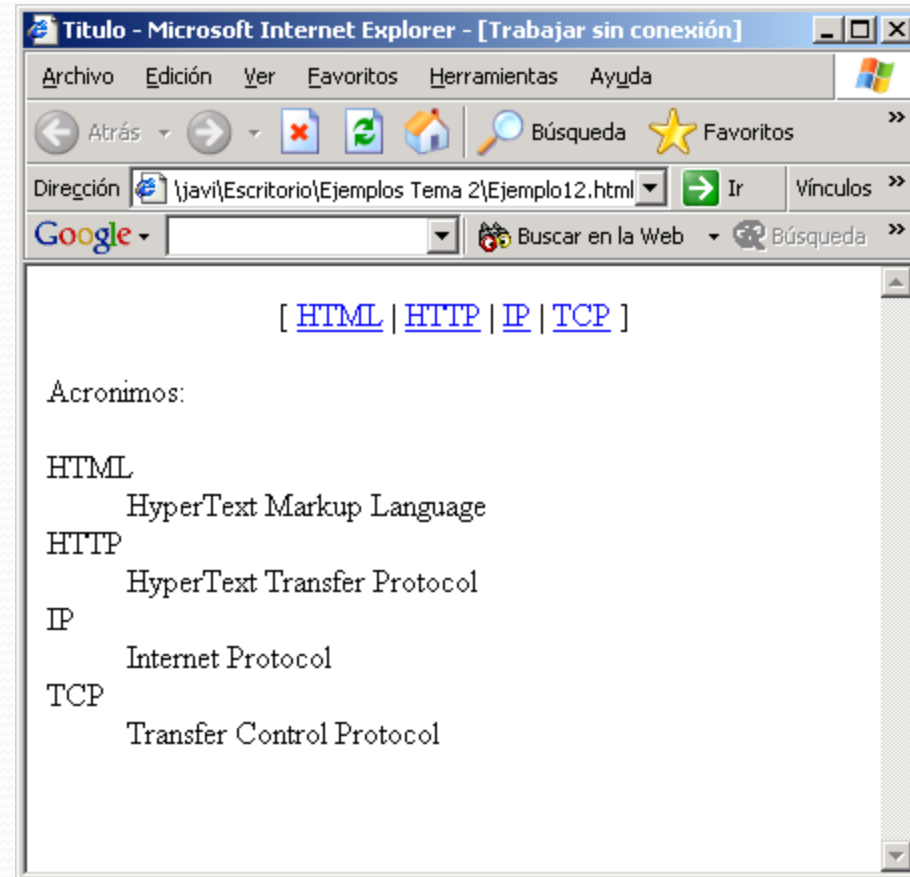 Titulo - Microsoft Internet Explorer - [Trabajar sin conexión]
Archivo Edición Ver Favoritos Herramientas Ayuda
Atrás Búsqueda Favoritos »
Dirección \javi\Escritorio\Ejemplos Tema 2\Ejemplo12.html Ir Vínculos »
Google Buscar en la Web Búsqueda »
[ HTML | HTTP | IP | TCP ]
Acronimos:
HTML
HyperText Markup Language
HTTP
HyperText Transfer Protocol
IP
Internet Protocol
TCP
Transfer Control Protocol